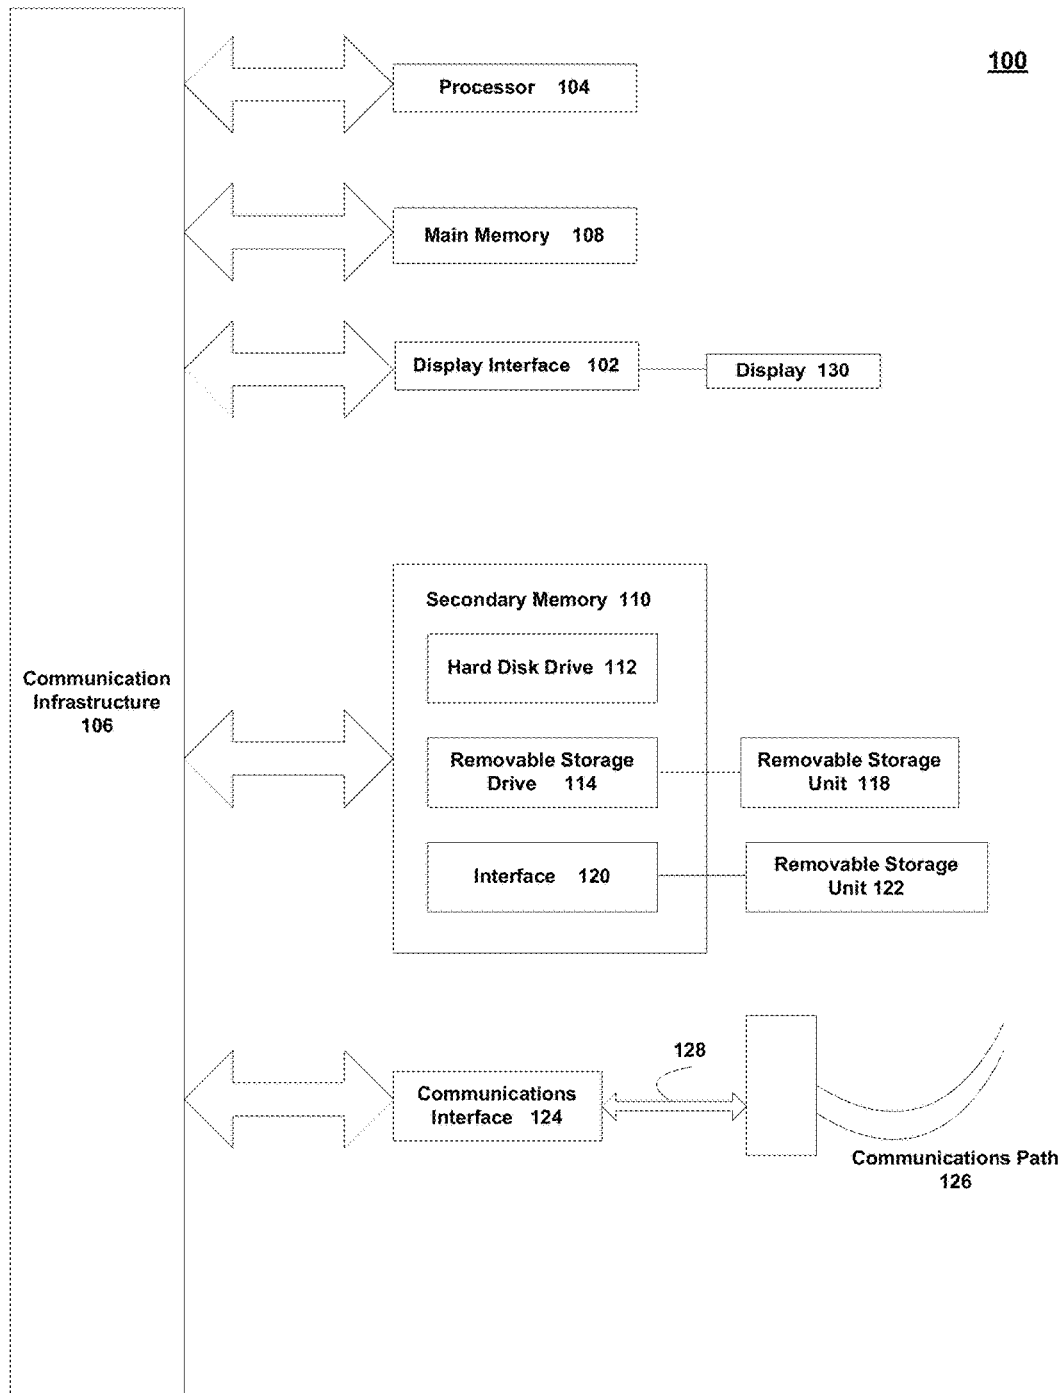 100
Processor 104
Main Memory 108
Display Interface 102
Display 130
Secondary Memory 110
Hard Disk Drive 112
Communication
Infrastructure
106
Removable Storage
Drive 114
Removable Storage
Unit 118
Interface 120
Removable Storage
Unit 122
128
Communications
Interface 124
Communications Path
126